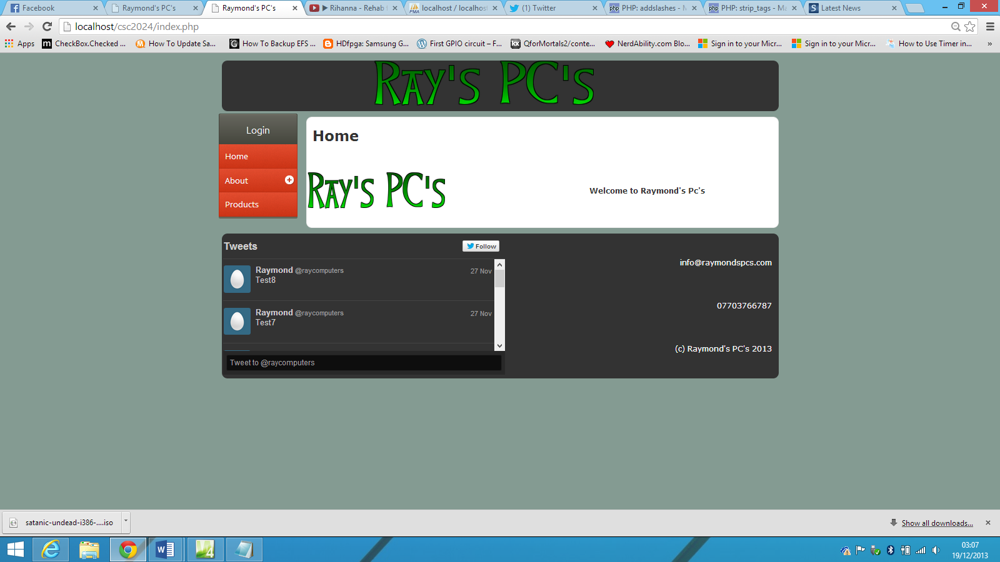 Facebook
Raymond's PC's
Raymond's PC's
Rihanna - Rehab
localhost / localhos
(1) Twitter
PHP: addslashes - M
PHP: strip_tags - Ma
Latest News
localhost/csc2024/index.php
Apps
CheckBox.Checked ...
How To Update Sa...
How To Backup EFS ...
HDfpga: Samsung G...
First GPIO circuit – F...
QforMortals2/conte...
NerdAbility.com Blo...
Sign in to your Micr...
Sign in to your Micr...
How to Use Timer in...
»
Ray's PC's
Login
Home
About
Products
Home
Ray's PC's
Welcome to Raymond's Pc's
Tweets
Follow
Raymond @raycomputers
27 Nov
Test8
Raymond @raycomputers
27 Nov
Test7
Tweet to @raycomputers
info@raymondspcs.com
07703766787
(c) Raymond's PC's 2013
satanic-undead-i386-....iso
Show all downloads...
03:07
19/12/2013